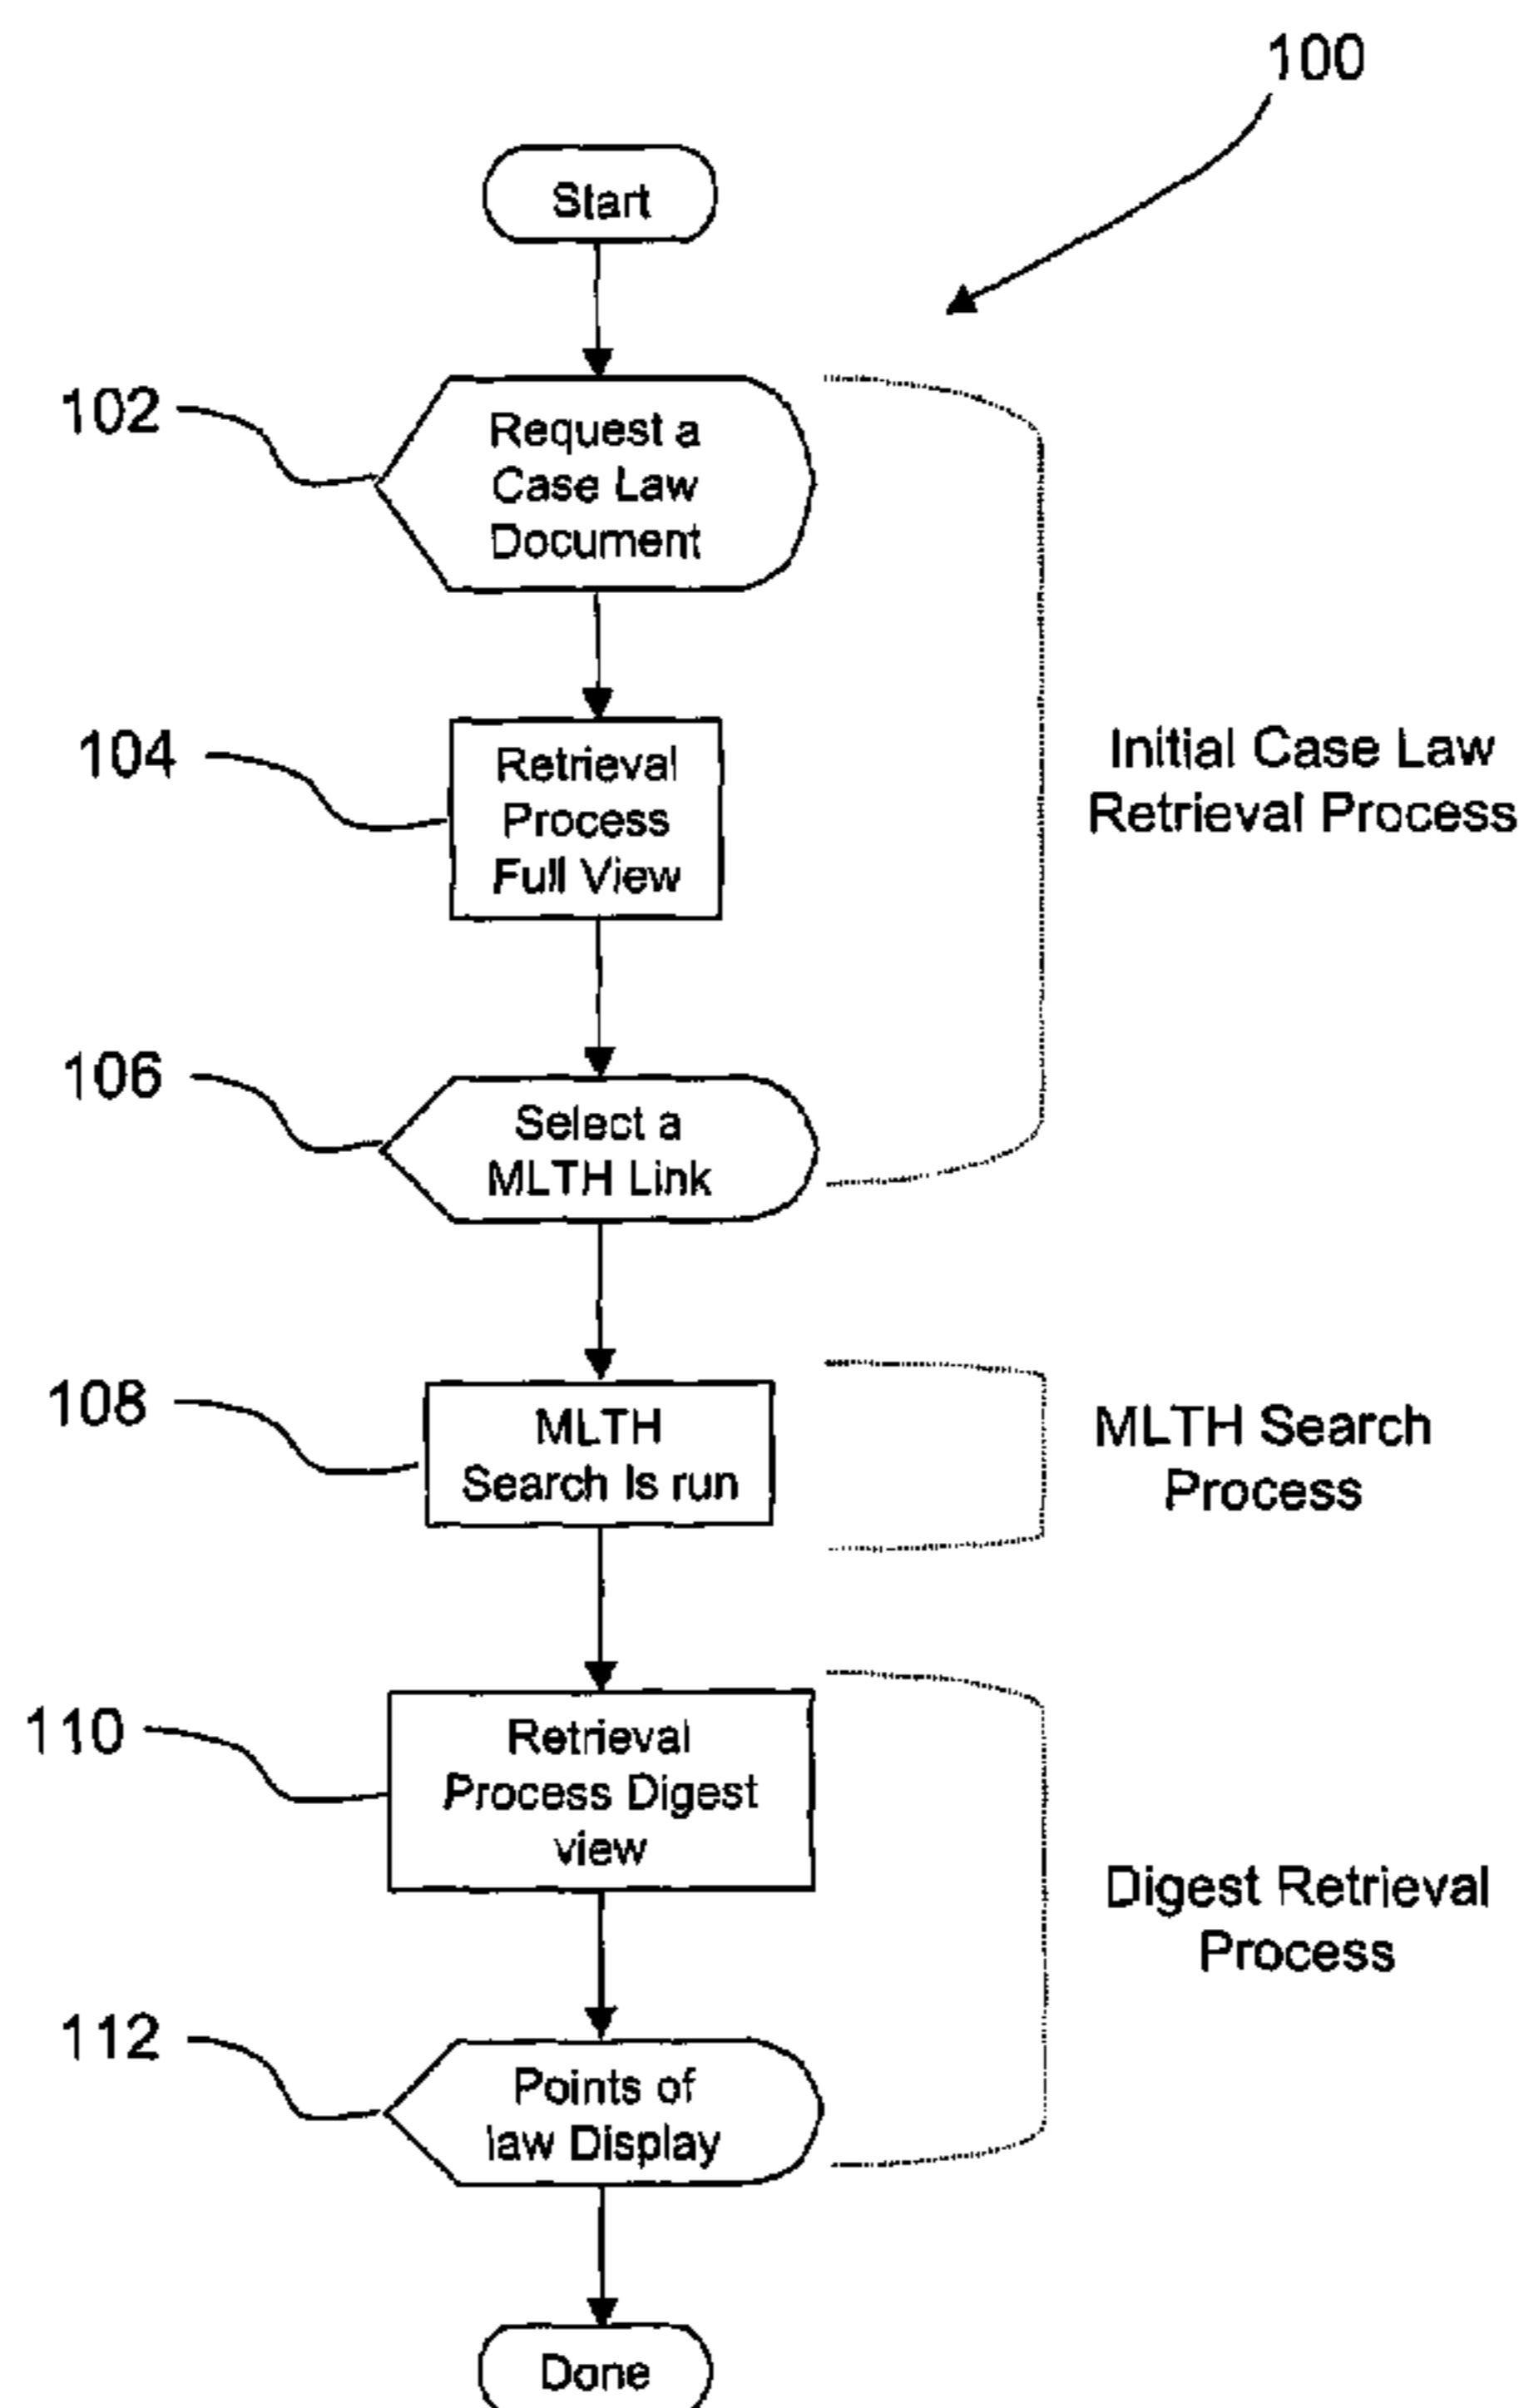 100
Start
102
Request a
Case Law
Document
104
Retrieval
Process
Full View
Initial Case Law
Retrieval Process
106
Select a
MLTH Link
108
MLTH
Search Is run
MLTH Search
Process
110
Retrieval
Process Digest
view
Digest Retrieval
Process
112
Points of
law Display
Done